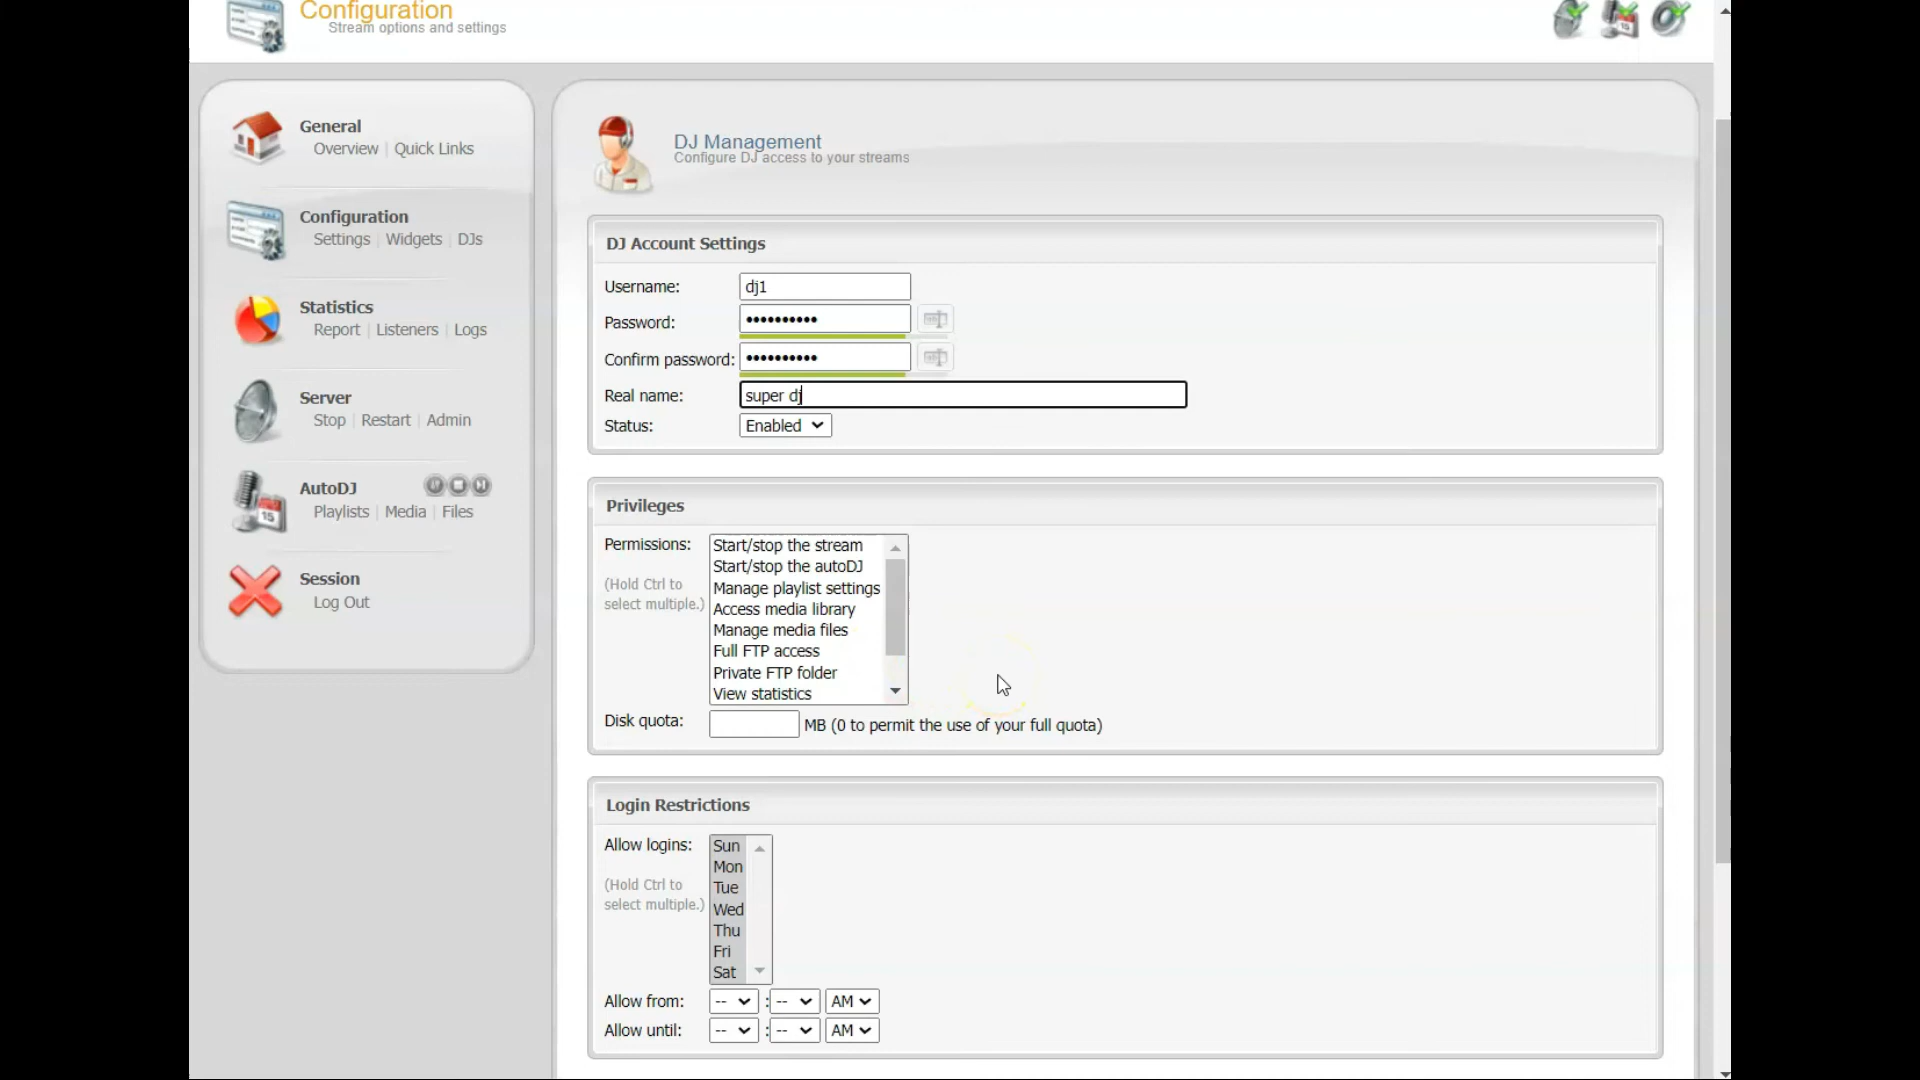 Configuration
Stream options and settings
General
Overview | Quick Links
Configuration
Settings | Widgets | DJs
Statistics
Report | Listeners | Logs
Server
Stop | Restart | Admin
AutoDJ
Playlists | Media | Files
Session
Log Out
DJ Management
Configure DJ access to your streams
DJ Account Settings
Username: dj1
Password: ••••••••••
Confirm password: ••••••••••
Real name: super dj
Status: Enabled
Privileges
Permissions:
(Hold Ctrl to
select multiple.)
Start/stop the stream
Start/stop the autoDJ
Manage playlist settings
Access media library
Manage media files
Full FTP access
Private FTP folder
View statistics
Disk quota: MB (0 to permit the use of your full quota)
Login Restrictions
Allow logins:
(Hold Ctrl to
select multiple.)
Sun
Mon
Tue
Wed
Thu
Fri
Sat
Allow from: -- : -- AM
Allow until: -- : -- AM